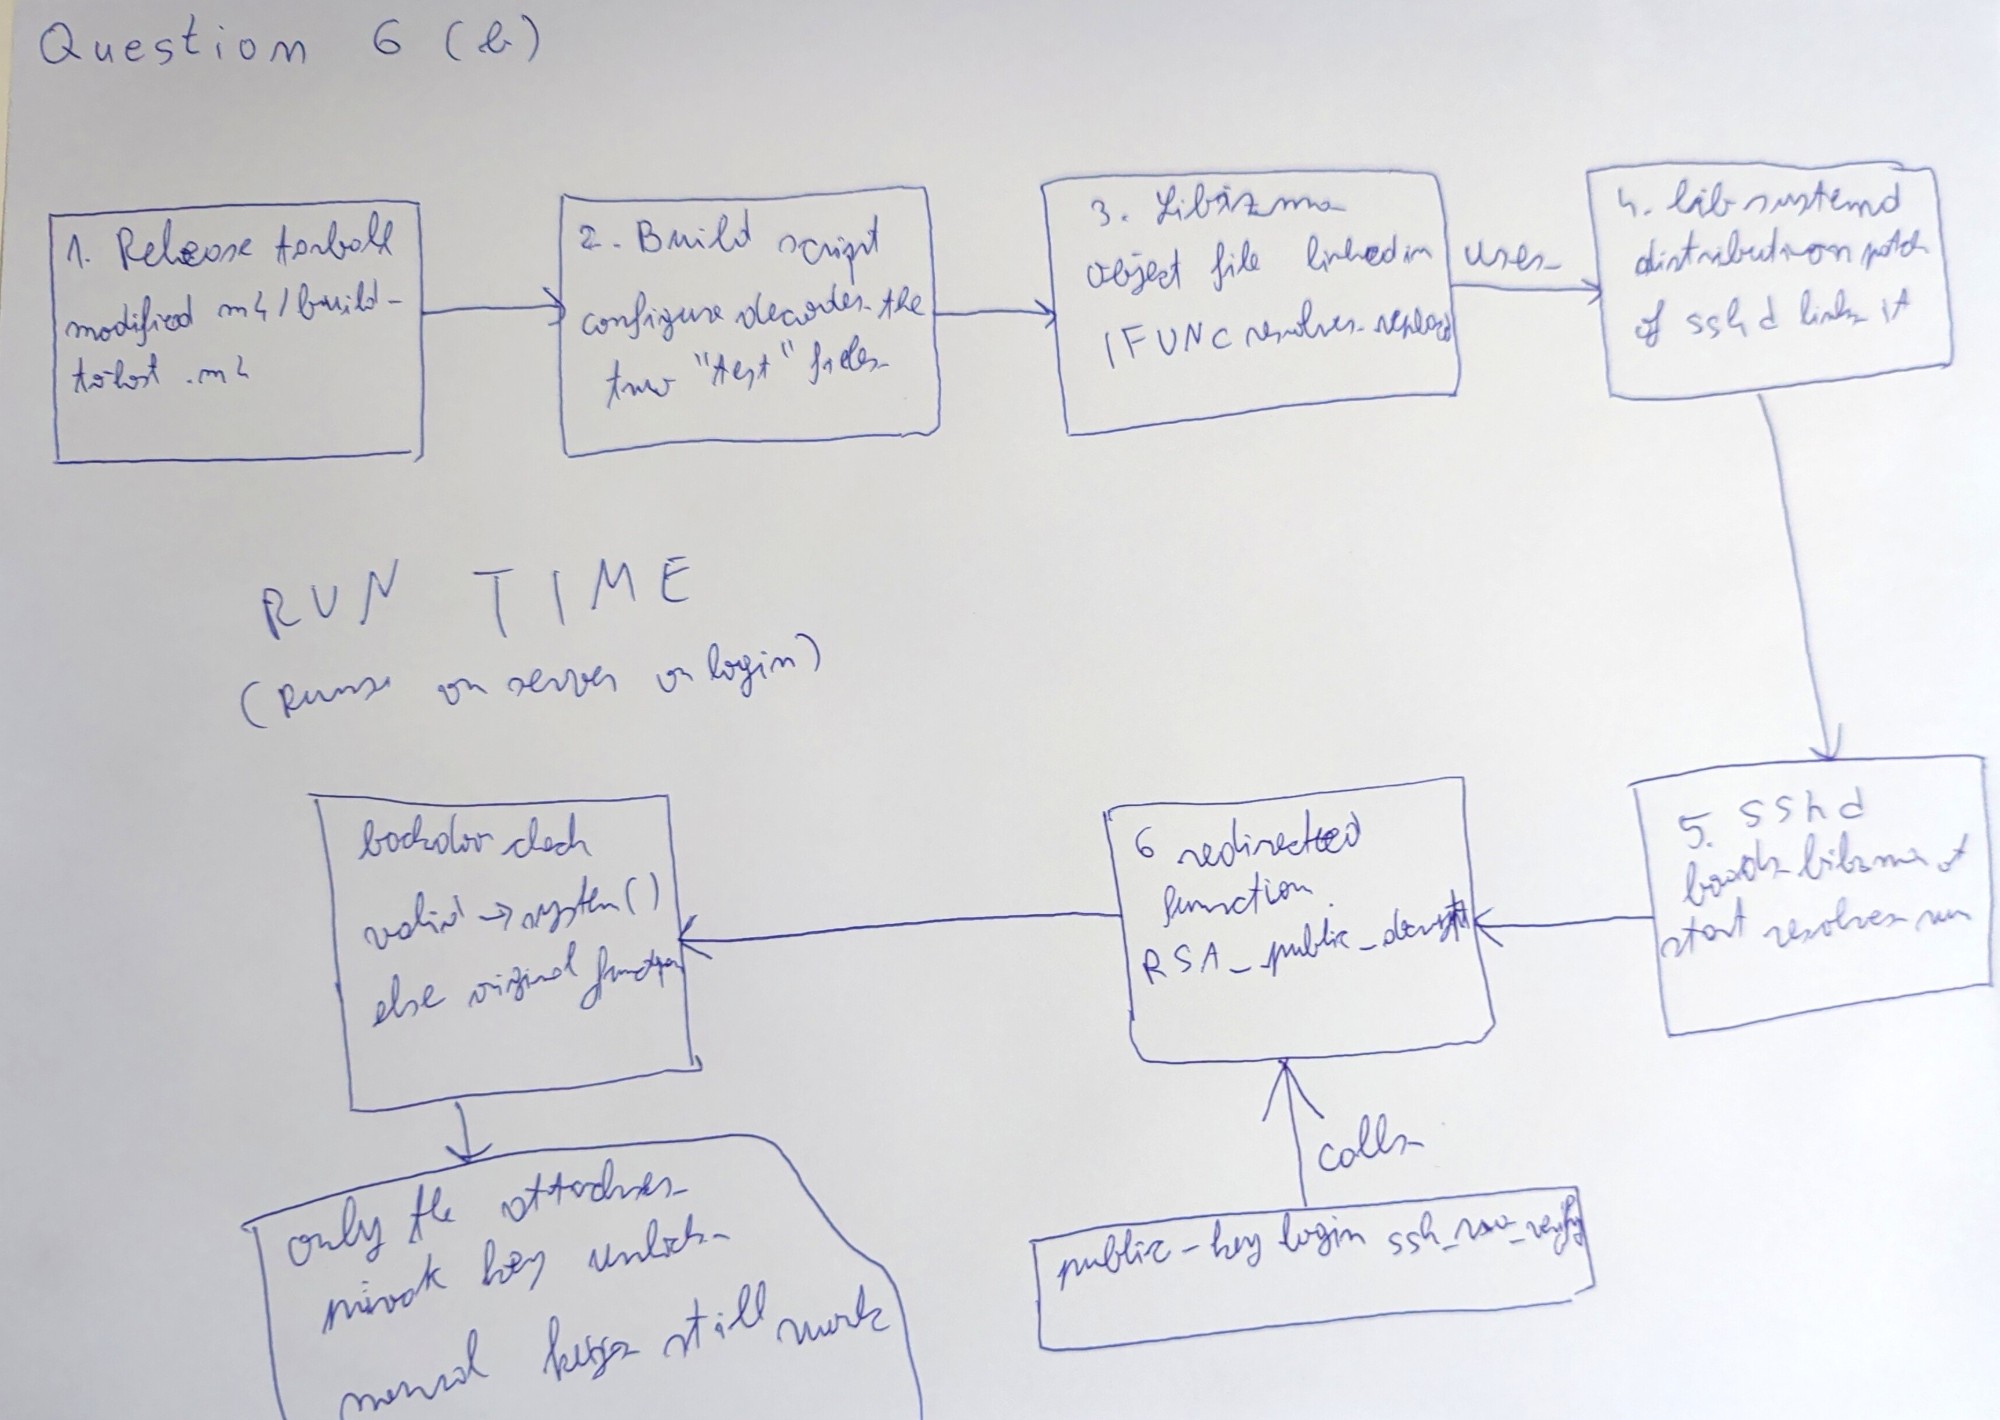 Question 6 (b)
1. Release tarball
modified m4/build-
to-host .m4
2. Build script
configure decodes the
two "test" files
3. Liblzma
object file linked in
IFUNC resolves
uses
4. lib systemd
distribution patch
of sshd links it
RUN TIME
(Runs on server on login)
5. sshd
loads liblzma at
start resolves run
6 redirected
function
RSA_public_decrypt
backdoor check
valid → system()
else original function
calls
public-key login ssh_rsa_verify
only the attackers
private key unlocks
normal keys still work